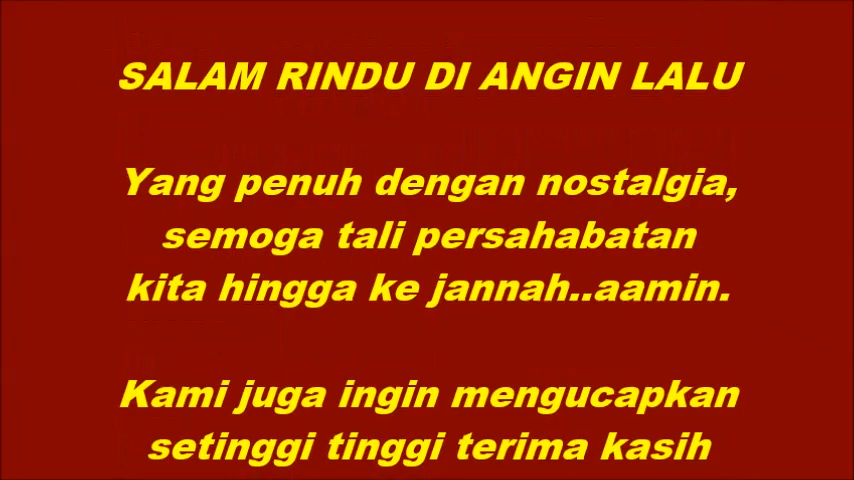 SALAM RINDU DI ANGIN LALU
Yang penuh dengan nostalgia,
semoga tali persahabatan
kita hingga ke jannah..aamin.
Kami juga ingin mengucapkan
setinggi tinggi terima kasih